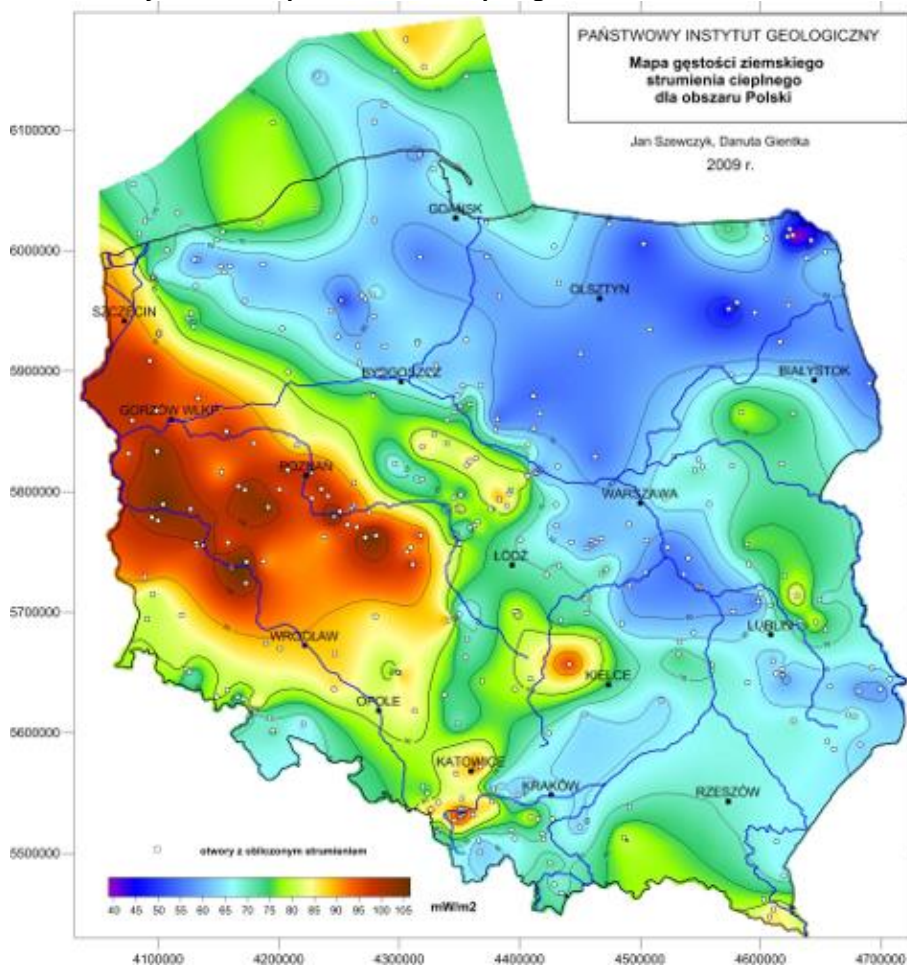 PAŃSTWOWY INSTYTUT GEOLOGICZNY
Mapa gęstości ziemskiego
strumienia cieplnego
dla obszaru Polski
Jan Szewczyk, Danuta Gientka
2009 r.
6100000
GDAŃSK
6000000
OLSZTYN
SZCZECIN
5900000
BYDGOSZCZ
BIAŁYSTOK
GORZÓW WLKP
POZNAŃ
5800000
WARSZAWA
ŁÓDŹ
5700000
LUBLIN
WROCŁAW
KIELCE
OPOLE
5600000
KATOWICE
KRAKÓW
RZESZÓW
5500000
otwory z obliczonym strumieniem
40 45 50 55 60 65 70 75 80 85 90 95 100 105
mW/m2
4100000 4200000 4300000 4400000 4500000 4600000 4700000